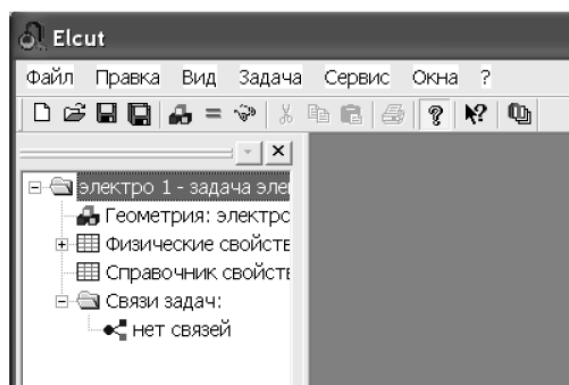 Elcut
Файл Правка Вид Задача Сервис Окна ?
электро 1 - задача элек
Геометрия: электрс
Физические свойств
Справочник свойств
Связи задач:
нет связей